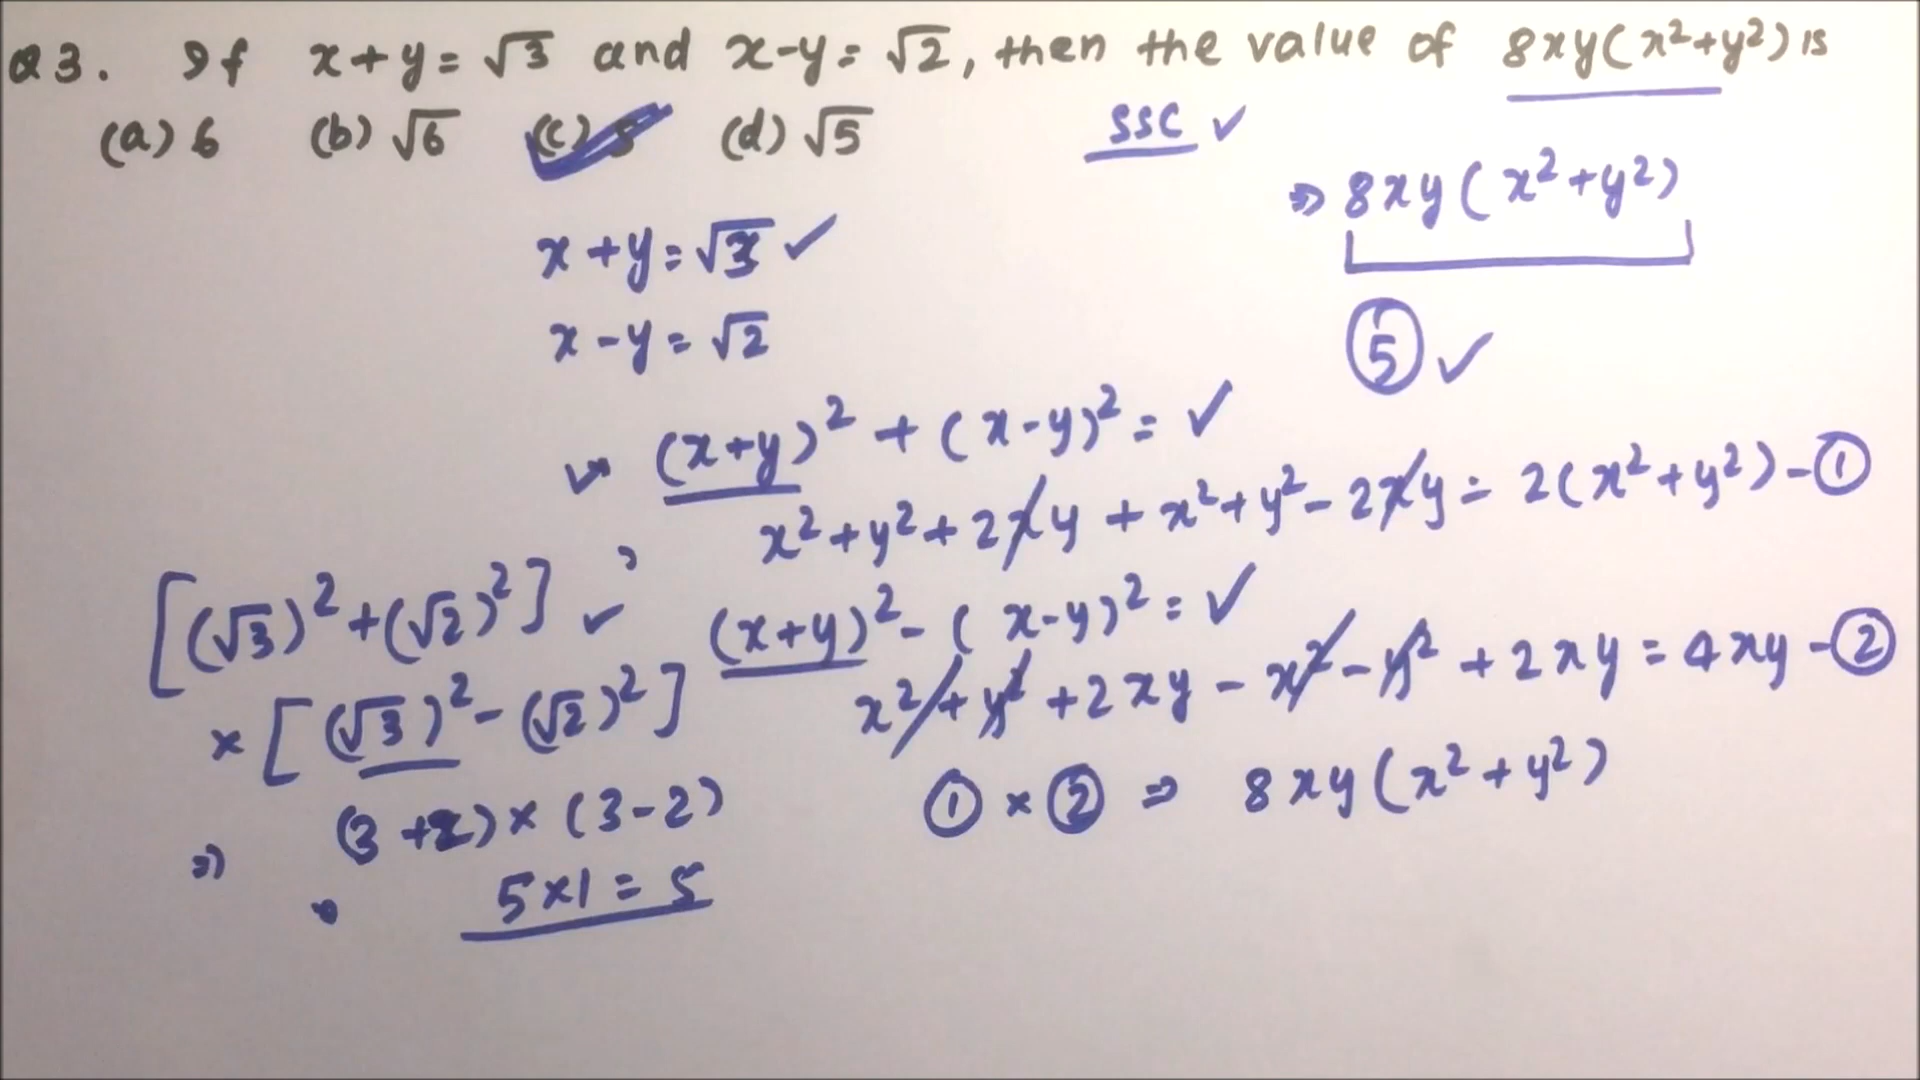 Q3. If x+y=√3 and x-y=√2, then the value of 8xy(x²+y²) is
(a) 6 (b) √6 (c) 5 (d) √5
SSC ✓
⇒ 8xy(x²+y²)
5 ✓
x+y=√3 ✓
x-y=√2
(x+y)² + (x-y)² = ✓
x²+y²+2xy + x²+y²-2xy = 2(x²+y²) - ①
(x+y)² - (x-y)² = ✓
x²+y²+2xy - x²-y²+2xy = 4xy - ②
① × ② ⇒ 8xy(x²+y²)
[(√3)²+(√2)²] ✓
× [(√3)²-(√2)²]
⇒ (3+2)×(3-2)
5×1=5